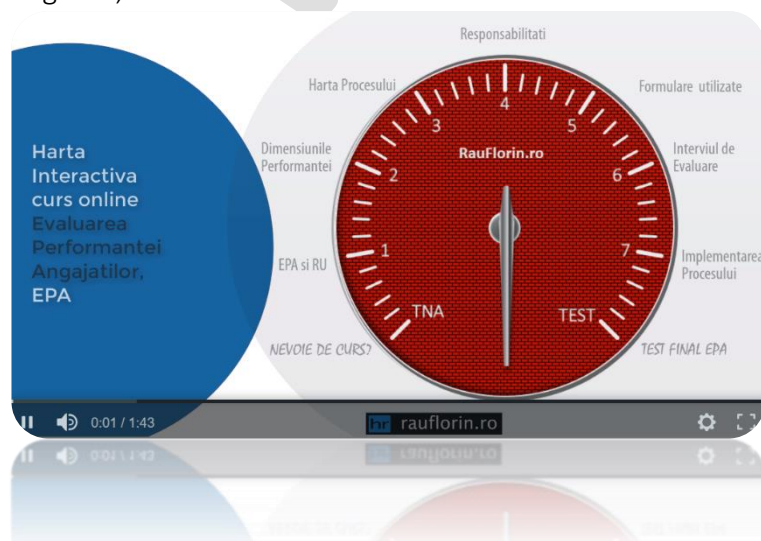 Responsabilitati
Harta Procesului
Formulare utilizate
4
3
5
Dimensiunile
Performantei
RauFlorin.ro
Interviul de
Evaluare
2
6
Harta
Interactiva
curs online
Evaluarea
Performantei
Angajatilor,
EPA
1
7
EPA si RU
Implementarea
Procesului
TNA
TEST
NEVOIE DE CURS?
TEST FINAL EPA
0:01 / 1:43
hr rauflorin.ro